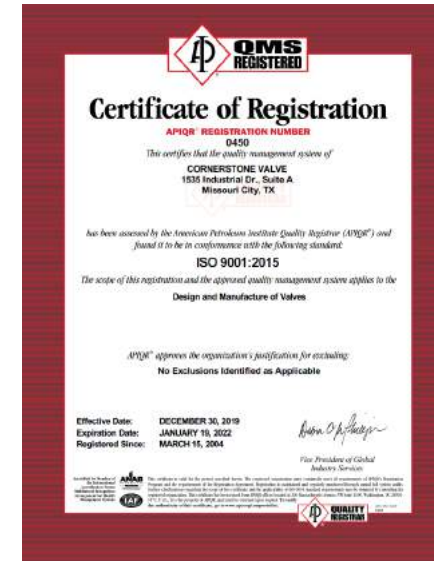 QMS
REGISTERED
Certificate of Registration
APIQR® REGISTRATION NUMBER
0450
This certifies that the quality management system of
CORNERSTONE VALVE
1535 Industrial Dr., Suite A
Missouri City, TX
has been assessed by the American Petroleum Institute Quality Registrar (APIQR®) and
found it to be in conformance with the following standard:
ISO 9001:2015
The scope of this registration and the approved quality management system applies to the
Design and Manufacture of Valves
APIQR® approves the organization's justification for excluding:
No Exclusions Identified as Applicable
Effective Date: DECEMBER 30, 2019
Expiration Date: JANUARY 19, 2022
Registered Since: MARCH 15, 2004
Vice President of Global
Industry Services
ANAB
IAF
QUALITY
REGISTRAR